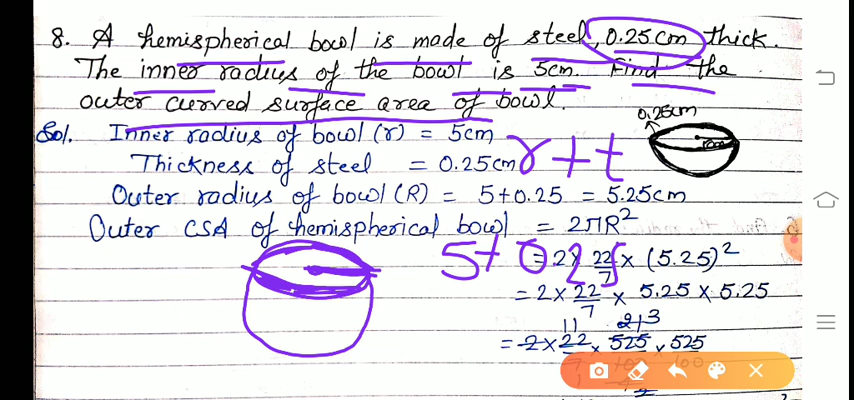 8. A hemispherical bowl is made of steel, 0.25cm thick.
The inner radius of the bowl is 5cm. Find the
outer curved surface area of bowl.
0.25cm
Sol. Inner radius of bowl (r) = 5cm
r + t
5cm
Thickness of steel = 0.25cm
Outer radius of bowl (R) = 5+0.25 = 5.25cm
Outer CSA of hemispherical bowl = 2πR²
5+0.25
= 2× 22/7 × (5.25)²
= 2 × 22/7 × 5.25 × 5.25
11 213
= 2 × 22 × 525 × 525